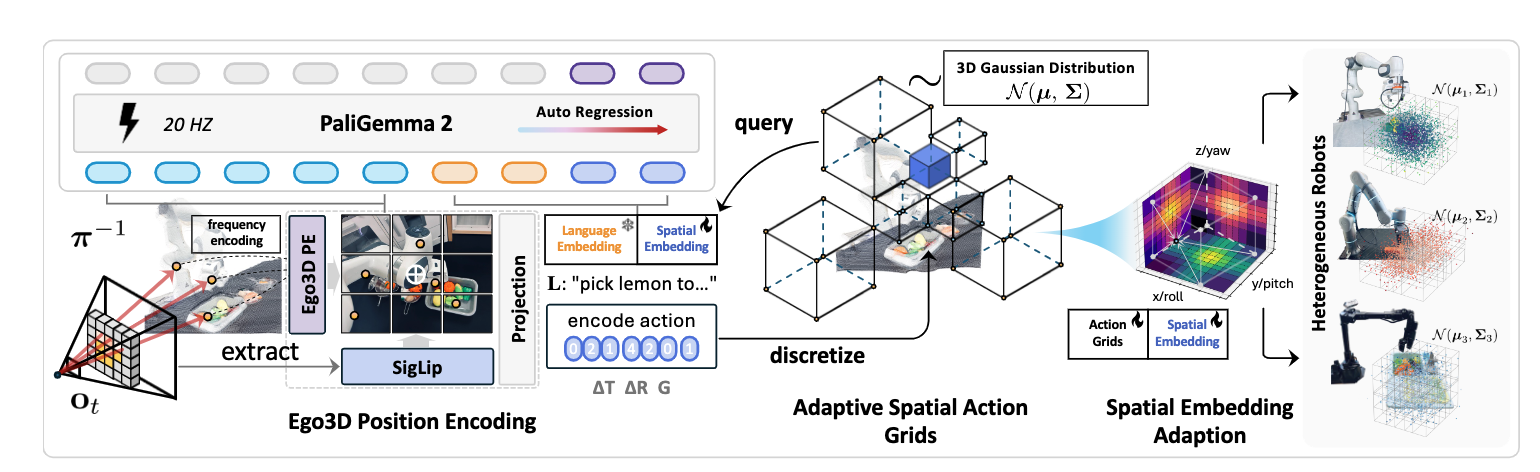 20 HZ
PaliGemma 2
Auto Regression
π⁻¹
frequency
encoding
Ego3D PE
extract
SigLip
Projection
oₜ
Ego3D Position Encoding
Language
Embedding
Spatial
Embedding
L: "pick lemon to..."
encode action
0 2 1 4 2 0 1
ΔT ΔR G
query
discretize
3D Gaussian Distribution
~ N(μ, Σ)
Adaptive Spatial Action
Grids
z/yaw
x/roll
y/pitch
Action
Grids
Spatial
Embedding
Spatial Embedding
Adaption
Heterogeneous Robots
N(μ₁, Σ₁)
N(μ₂, Σ₂)
N(μ₃, Σ₃)